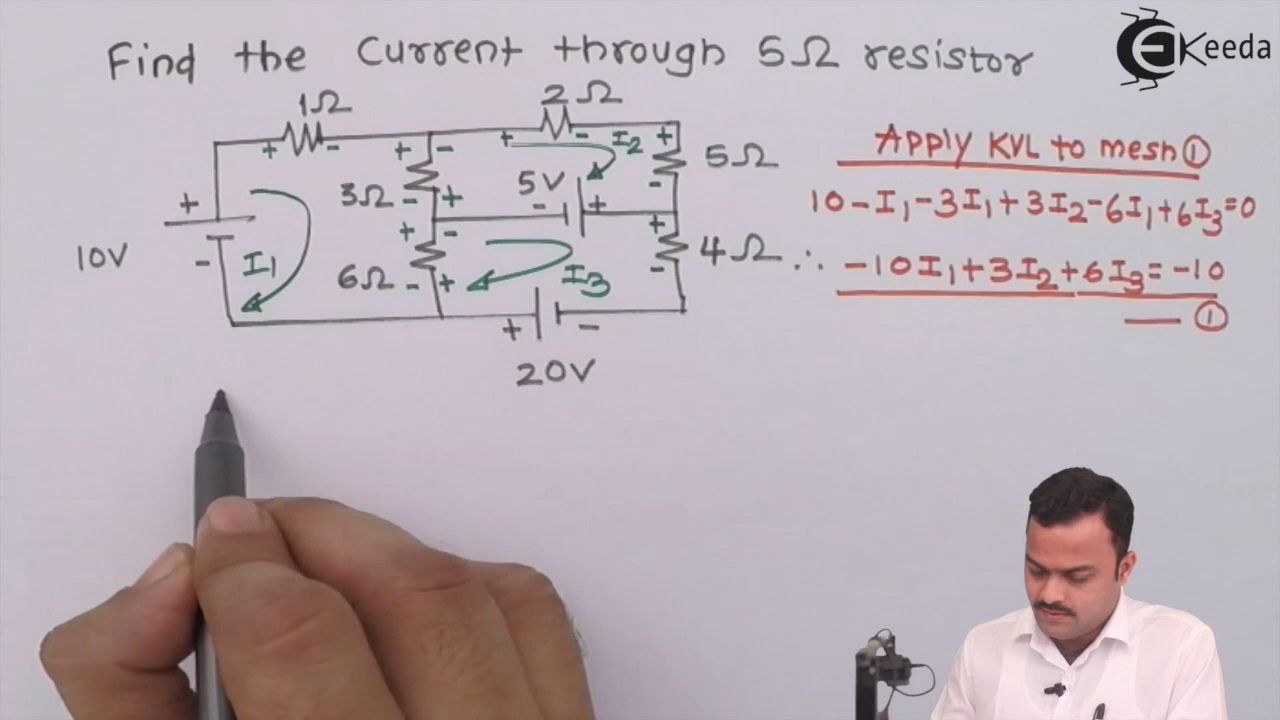 Find the Current through 5Ω resistor
EKeeda
1Ω
2Ω
+ - + - + - I2 +
5Ω
3Ω
5V
-
- + - +
+
10V
-
I1
+ -
6Ω
- +
I3
+
4Ω
-
+ -
20V
Apply KVL to mesh ①
10-I1-3I1+3I2-6I1+6I3=0
∴ -10I1+3I2+6I3=-10
— ①